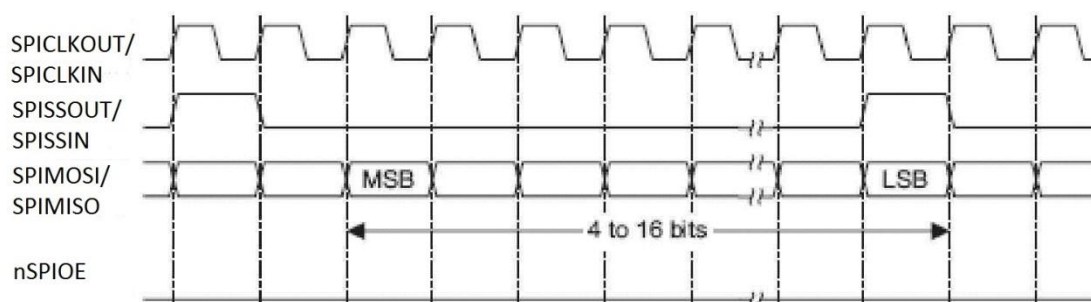 SPICLKOUT/
SPICLKIN
SPISSOUT/
SPISSIN
SPIMOSI/
SPIMISO
MSB
LSB
4 to 16 bits
nSPIOE